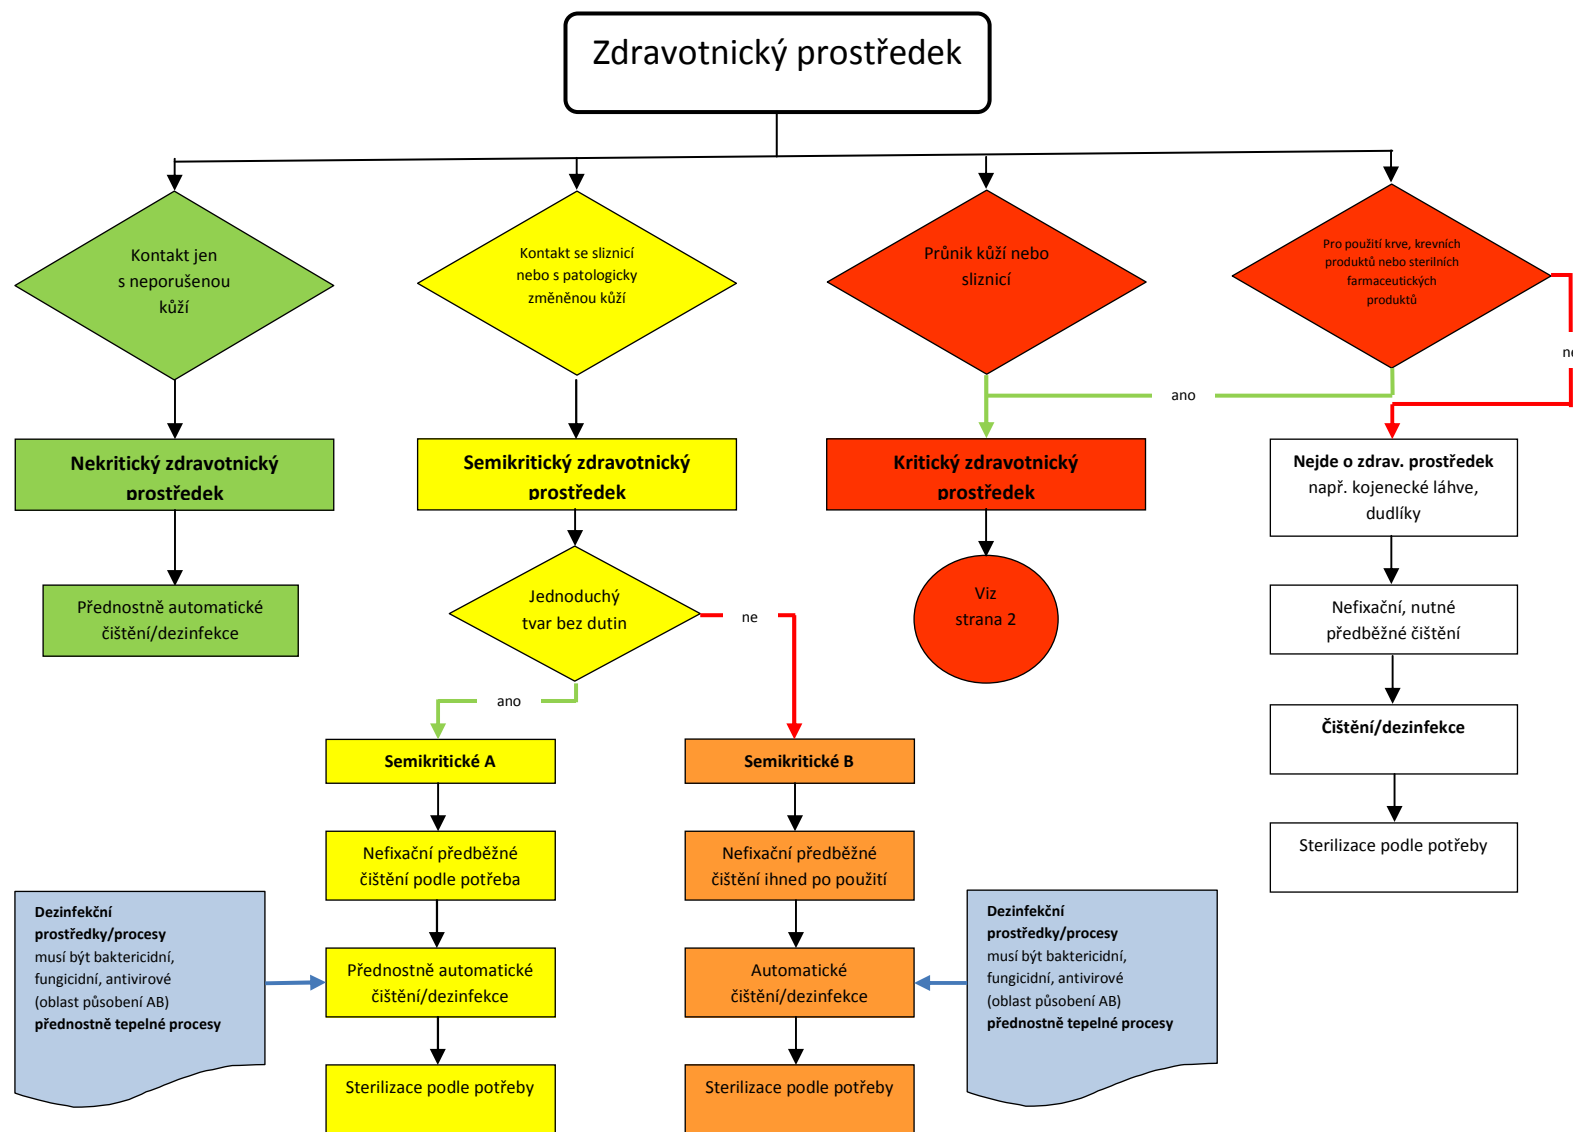 Zdravotnický prostředek
Kontakt jen
s neporušenou
kůží
Kontakt se sliznicí
nebo s patologicky
změněnou kůží
Průnik kůží nebo
sliznicí
Pro použití krve, krevních
produktů nebo sterilních
farmaceutických
produktů
ne
ano
Nekritický zdravotnický
prostředek
Semikritický zdravotnický
prostředek
Kritický zdravotnický
prostředek
Nejde o zdrav. prostředek
např. kojenecké láhve,
dudlíky
Přednostně automatické
čištění/dezinfekce
Jednoduchý
tvar bez dutin
ne
Viz
strana 2
Nefixační, nutné
předběžné čištění
ano
Semikritické A
Semikritické B
Čištění/dezinfekce
Nefixační předběžné
čištění podle potřeba
Nefixační předběžné
čištění ihned po použití
Sterilizace podle potřeby
Dezinfekční
prostředky/procesy
musí být baktericidní,
fungicidní, antivirové
(oblast působení AB)
přednostně tepelné procesy
Přednostně automatické
čištění/dezinfekce
Automatické
čištění/dezinfekce
Dezinfekční
prostředky/procesy
musí být baktericidní,
fungicidní, antivirové
(oblast působení AB)
přednostně tepelné procesy
Sterilizace podle potřeby
Sterilizace podle potřeby